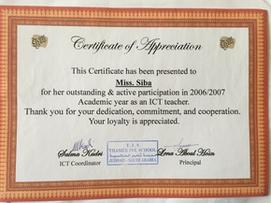 Certificate of Appreciation
This Certificate has been presented to
Miss. Siba
for her outstanding & active participation in 2006/2007
Academic year as an ICT teacher.
Thank you for your dedication, commitment, and cooperation.
Your loyalty is appreciated.
ICT Coordinator
Principal